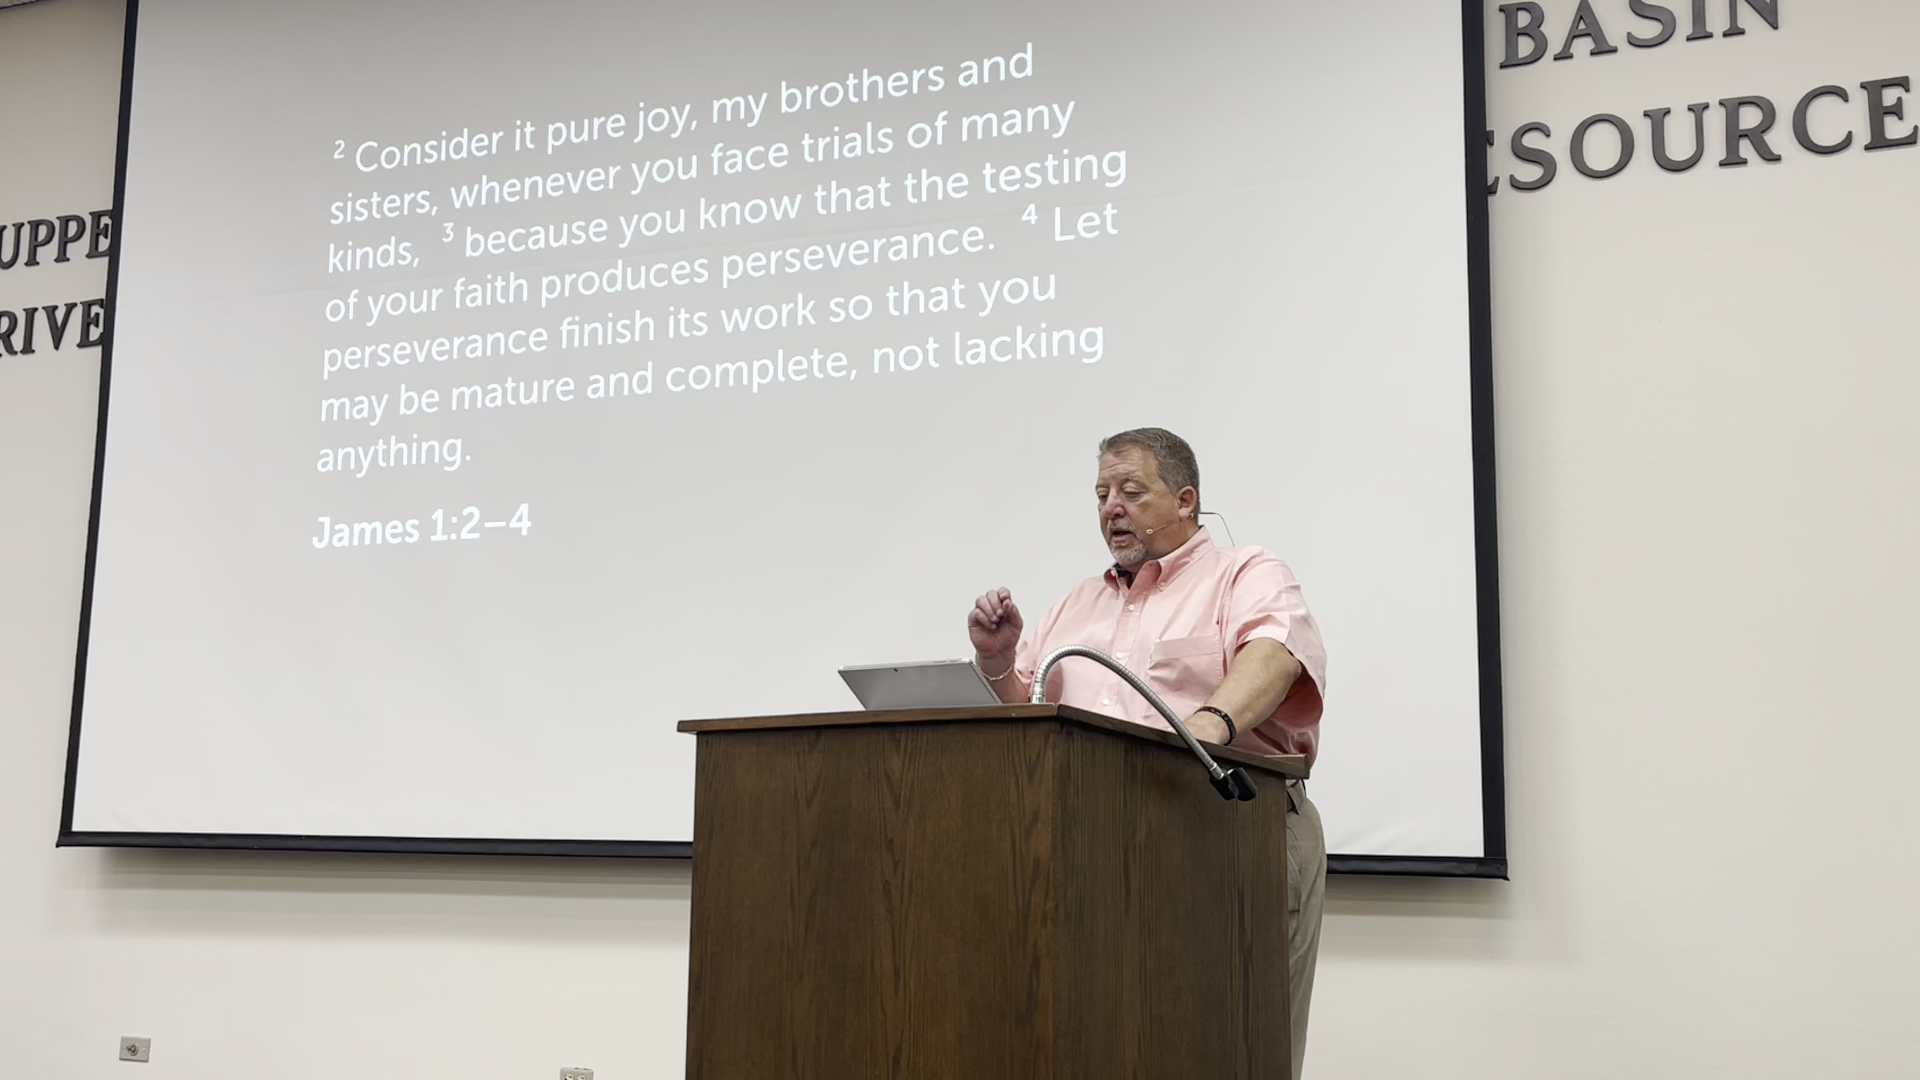 BASIN
ESOURCE
UPPE
RIVE
² Consider it pure joy, my brothers and
sisters, whenever you face trials of many
kinds, ³ because you know that the testing
of your faith produces perseverance. ⁴ Let
perseverance finish its work so that you
may be mature and complete, not lacking
anything.
James 1:2–4